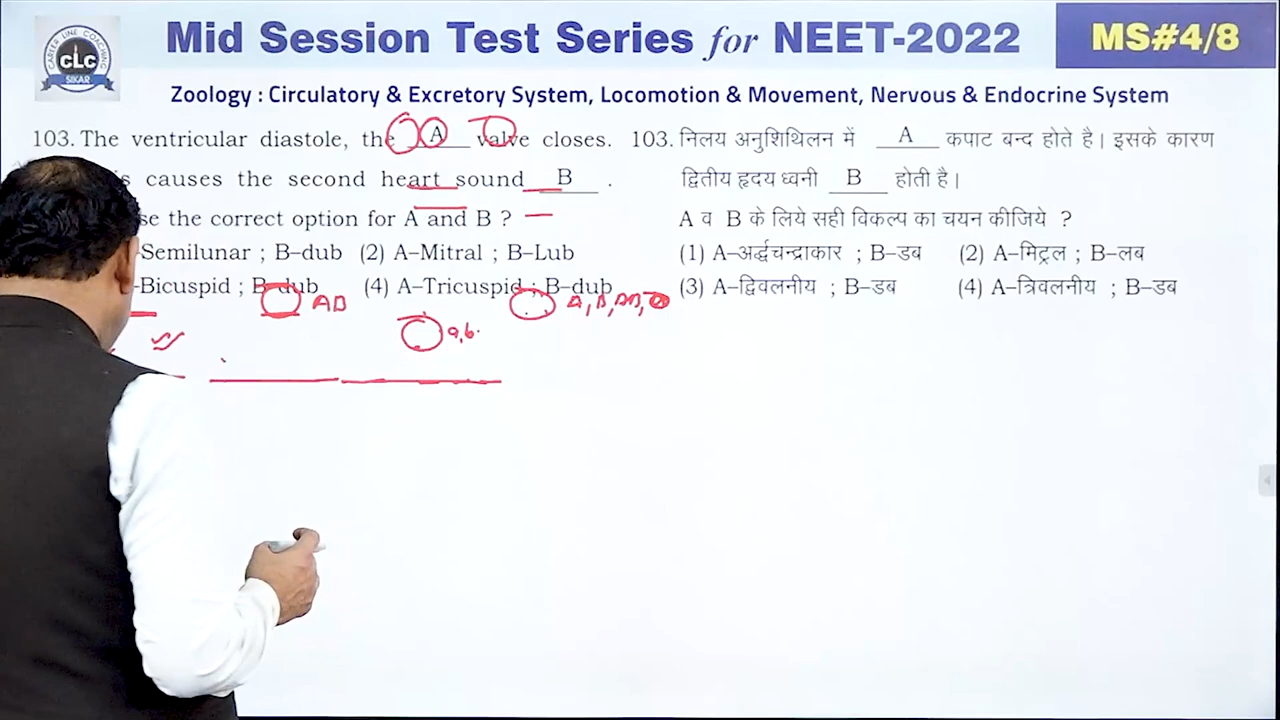 CAREER LINE COACHING
CLC
SIKAR
Mid Session Test Series for NEET-2022
MS#4/8
Zoology : Circulatory & Excretory System, Locomotion & Movement, Nervous & Endocrine System
103. The ventricular diastole, the A valve closes.
s causes the second heart sound B .
se the correct option for A and B ?
-Semilunar ; B–dub (2) A–Mitral ; B–Lub
-Bicuspid ; B–dub (4) A–Tricuspid ; B–dub
103. निलय अनुशिथिलन में A कपाट बन्द होते है। इसके कारण
द्वितीय हृदय ध्वनी B होती है।
A व B के लिये सही विकल्प का चयन कीजिये ?
(1) A–अर्द्धचन्द्राकार ; B–डब (2) A–मिट्रल ; B–लब
(3) A–द्विवलनीय ; B–डब (4) A–त्रिवलनीय ; B–डब
AB
A, B, AB,
a,b.